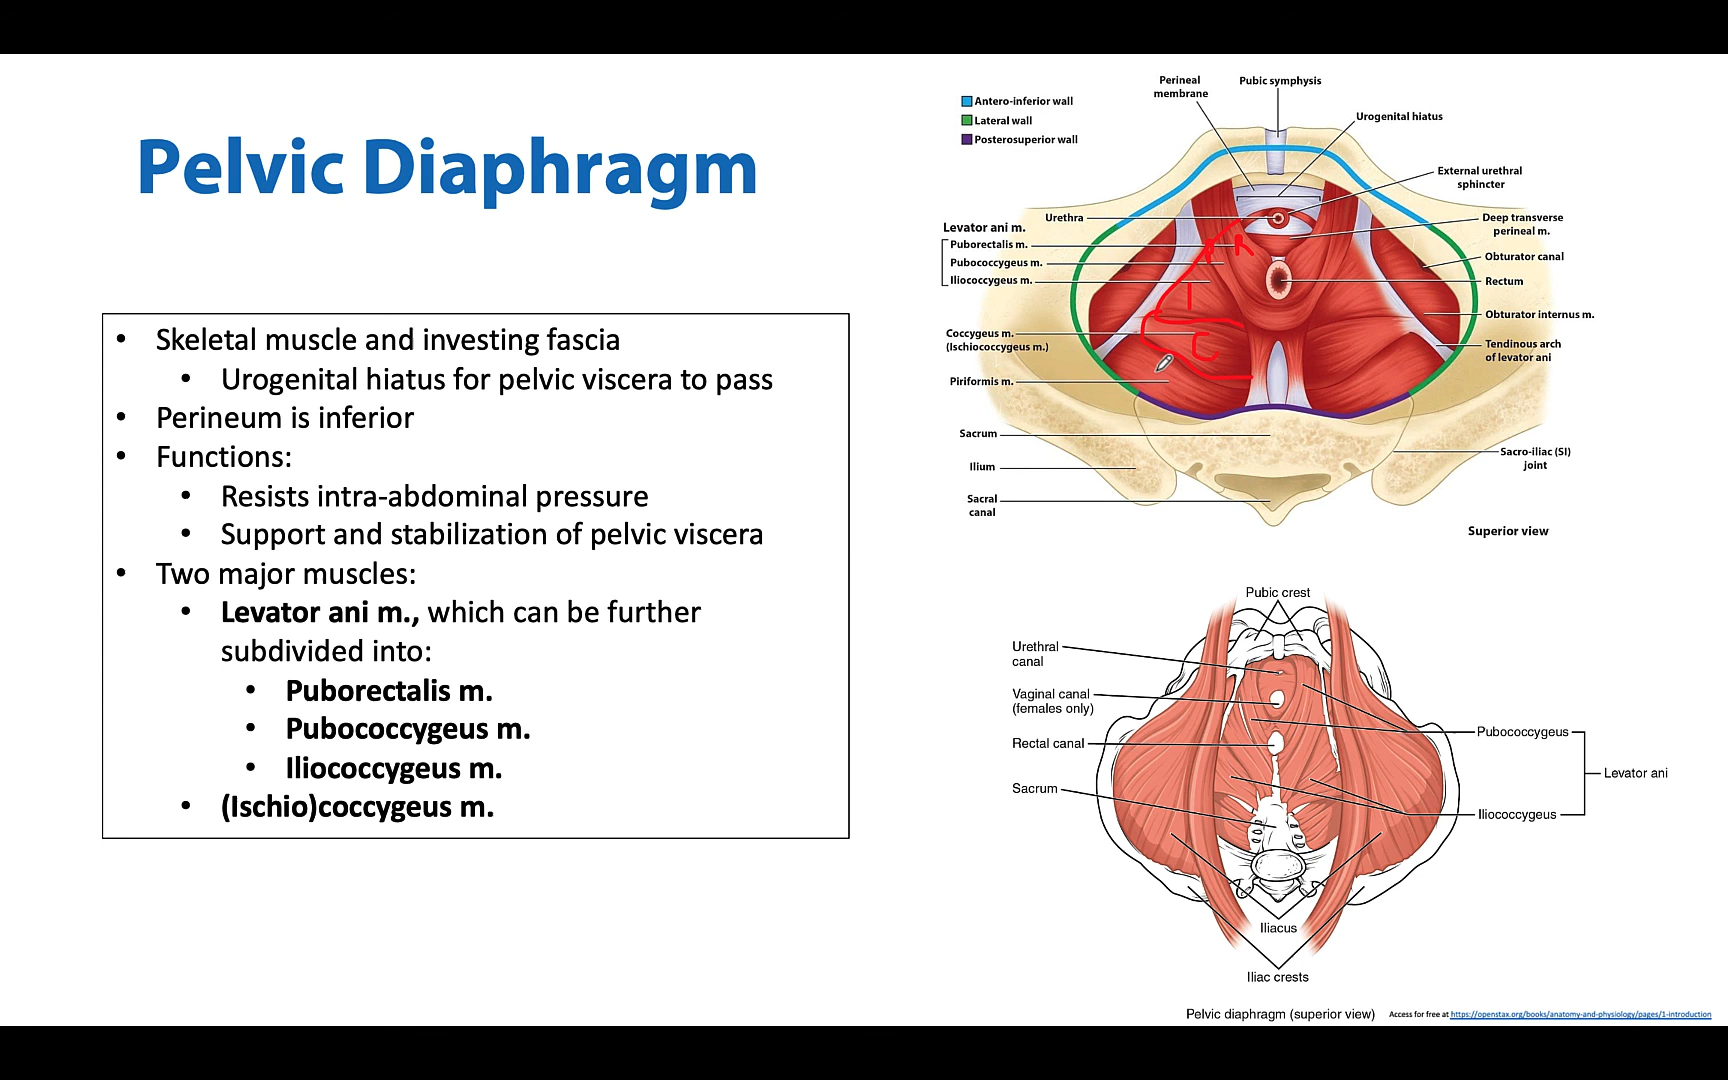 Pelvic Diaphragm
• Skeletal muscle and investing fascia
• Urogenital hiatus for pelvic viscera to pass
• Perineum is inferior
• Functions:
• Resists intra-abdominal pressure
• Support and stabilization of pelvic viscera
• Two major muscles:
• Levator ani m., which can be further
subdivided into:
• Puborectalis m.
• Pubococcygeus m.
• Iliococcygeus m.
• (Ischio)coccygeus m.
Antero-inferior wall
Lateral wall
Posterosuperior wall
Perineal
membrane
Pubic symphysis
Urogenital hiatus
External urethral
sphincter
Urethra
Deep transverse
perineal m.
Levator ani m.
Puborectalis m.
Pubococcygeus m.
Iliococcygeus m.
Obturator canal
Rectum
Obturator internus m.
Coccygeus m.
(Ischiococcygeus m.)
Tendinous arch
of levator ani
Piriformis m.
Sacrum
Ilium
Sacral
canal
Sacro-iliac (SI)
joint
Superior view
R
I
C
Pubic crest
Urethral
canal
Vaginal canal
(females only)
Rectal canal
Sacrum
Pubococcygeus
Levator ani
Iliococcygeus
Iliacus
Iliac crests
Pelvic diaphragm (superior view)
Access for free at https://openstax.org/books/anatomy-and-physiology/pages/1-introduction